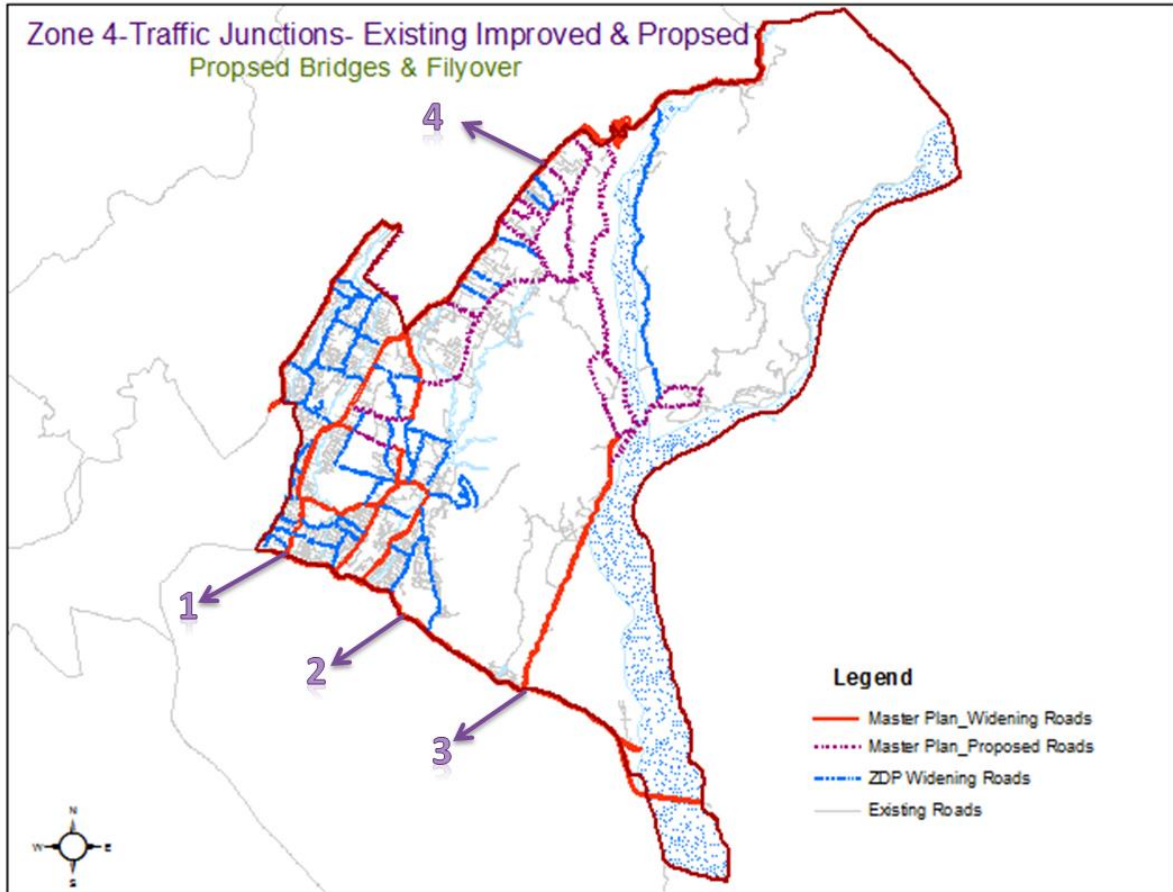 Zone 4-Traffic Junctions- Existing Improved & Propsed
Propsed Bridges & Filyover
4
1
2
3
Legend
Master Plan_Widening Roads
Master Plan_Proposed Roads
ZDP Widening Roads
Existing Roads
N
W E
S